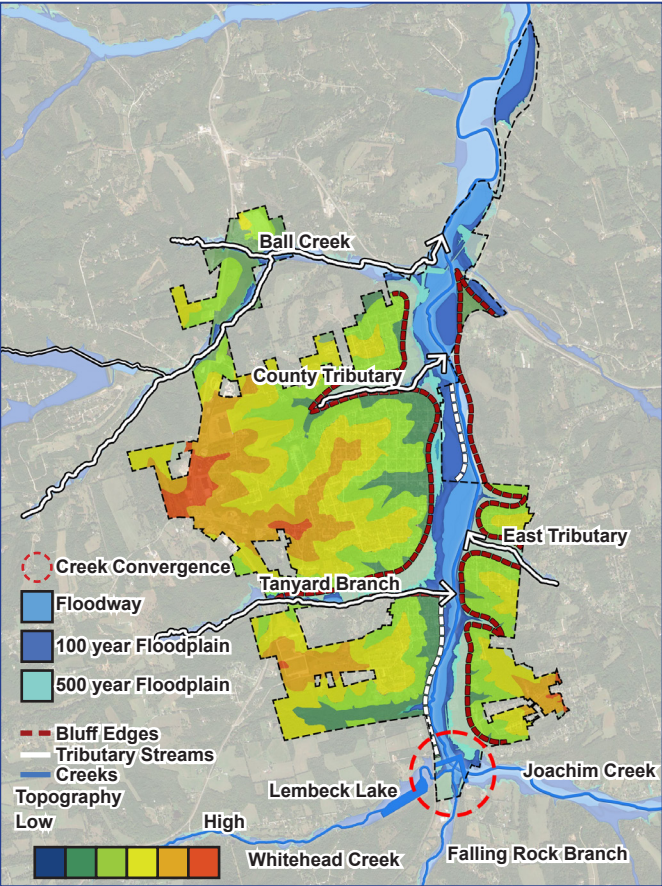 Ball Creek
County Tributary
East Tributary
Creek Convergence
Tanyard Branch
Floodway
100 year Floodplain
500 year Floodplain
Bluff Edges
Tributary Streams
Creeks
Joachim Creek
Topography
Lembeck Lake
Low
High
Whitehead Creek
Falling Rock Branch